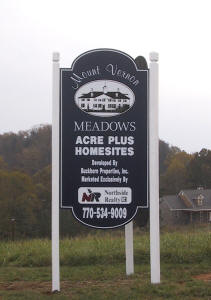 Mount Vernon
MEADOWS
ACRE PLUS
HOMESITES
Developed By
Buckhorn Properties, Inc.
Marketed Exclusively By
NR Northside
Realty
770-534-9009